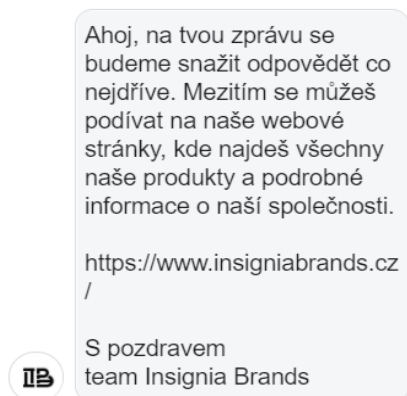 Ahoj, na tvou zprávu se
budeme snažit odpovědět co
nejdříve. Mezitím se můžeš
podívat na naše webové
stránky, kde najdeš všechny
naše produkty a podrobné
informace o naší společnosti.
https://www.insigniabrands.cz
/
S pozdravem
team Insignia Brands
IB